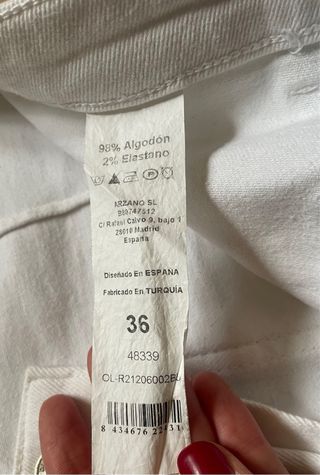 98% Algodón
2% Elastano
ARZANO SL
C/ Rafael Calvo 9, bajo 1
28010 Madrid
España
Diseñado En ESPAÑA
Fabricado En TURQUÍA
36
48339